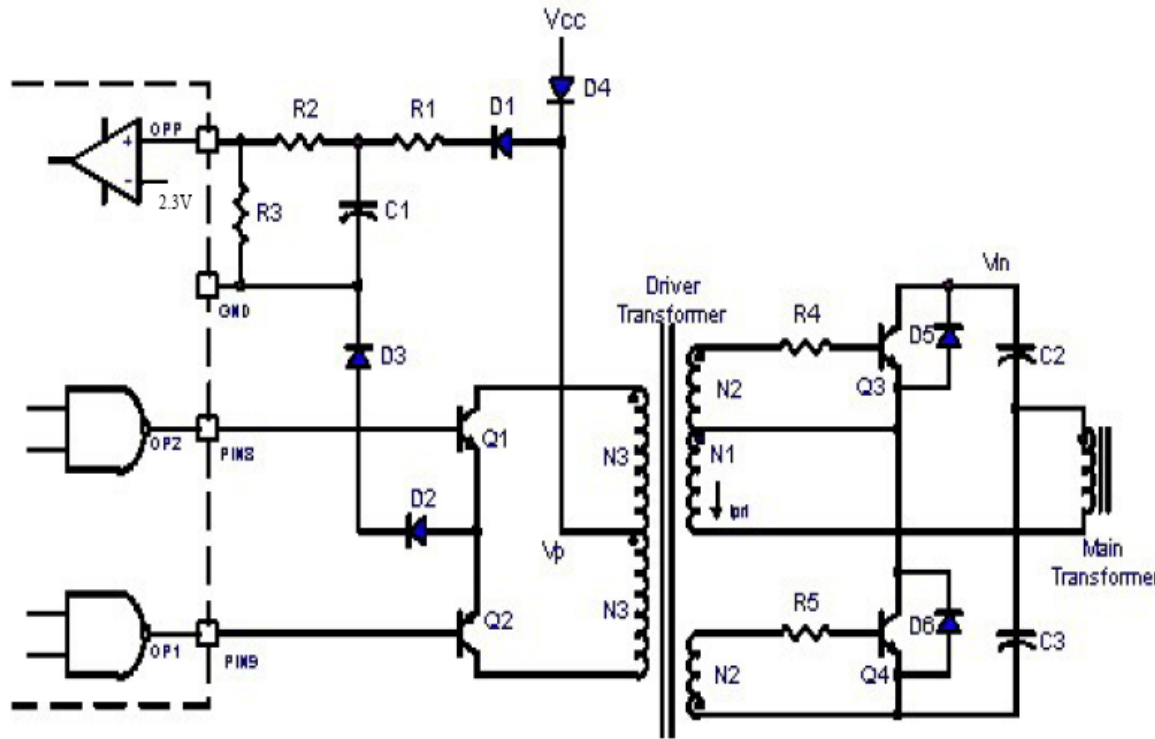 Vcc
D4
D1
R1
R2
OPP
+
-
2.3V
R3
C1
GND
D3
Driver
Transformer
Vin
R4
D5
C2
Q3
N2
N1
Ipri
OP2
PIN8
Q1
N3
D2
Vp
Main
Transformer
Q2
N3
R5
D6
C3
Q4
N2
OP1
PIN9